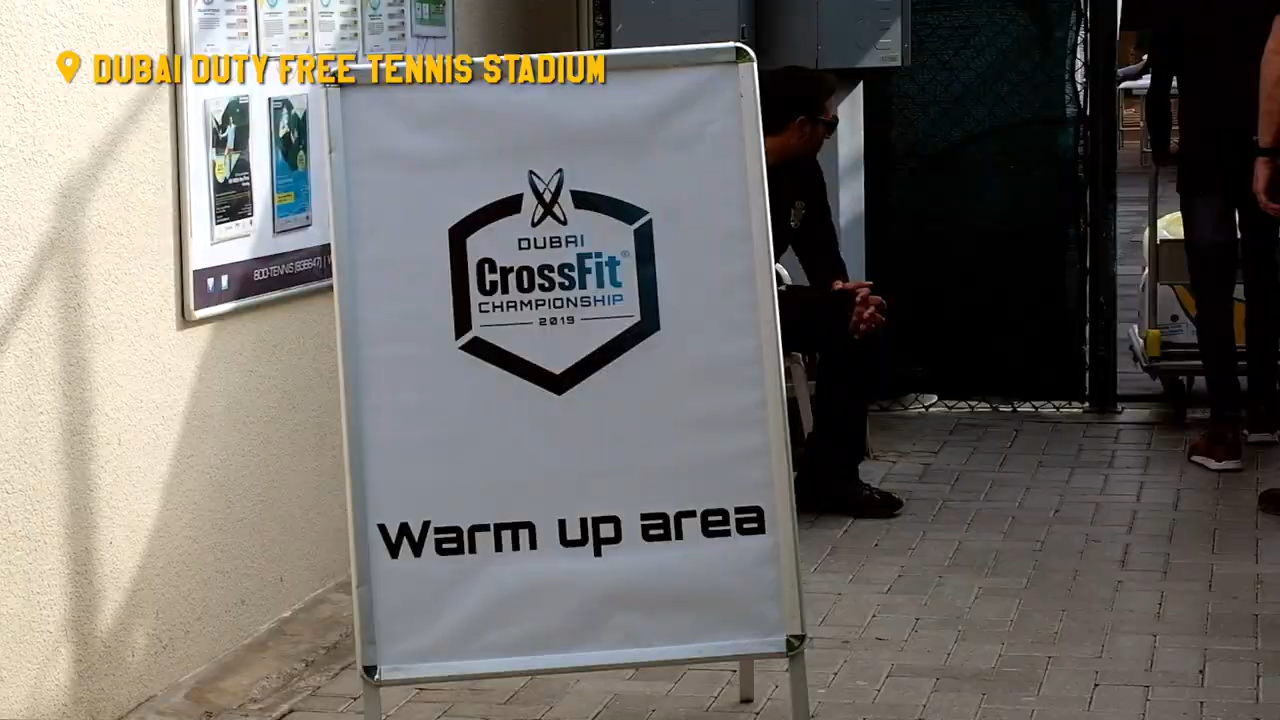 DUBAI DUTY FREE TENNIS STADIUM
800-TENNIS (836647) |
DUBAI
CrossFit®
CHAMPIONSHIP
2019
Warm up area